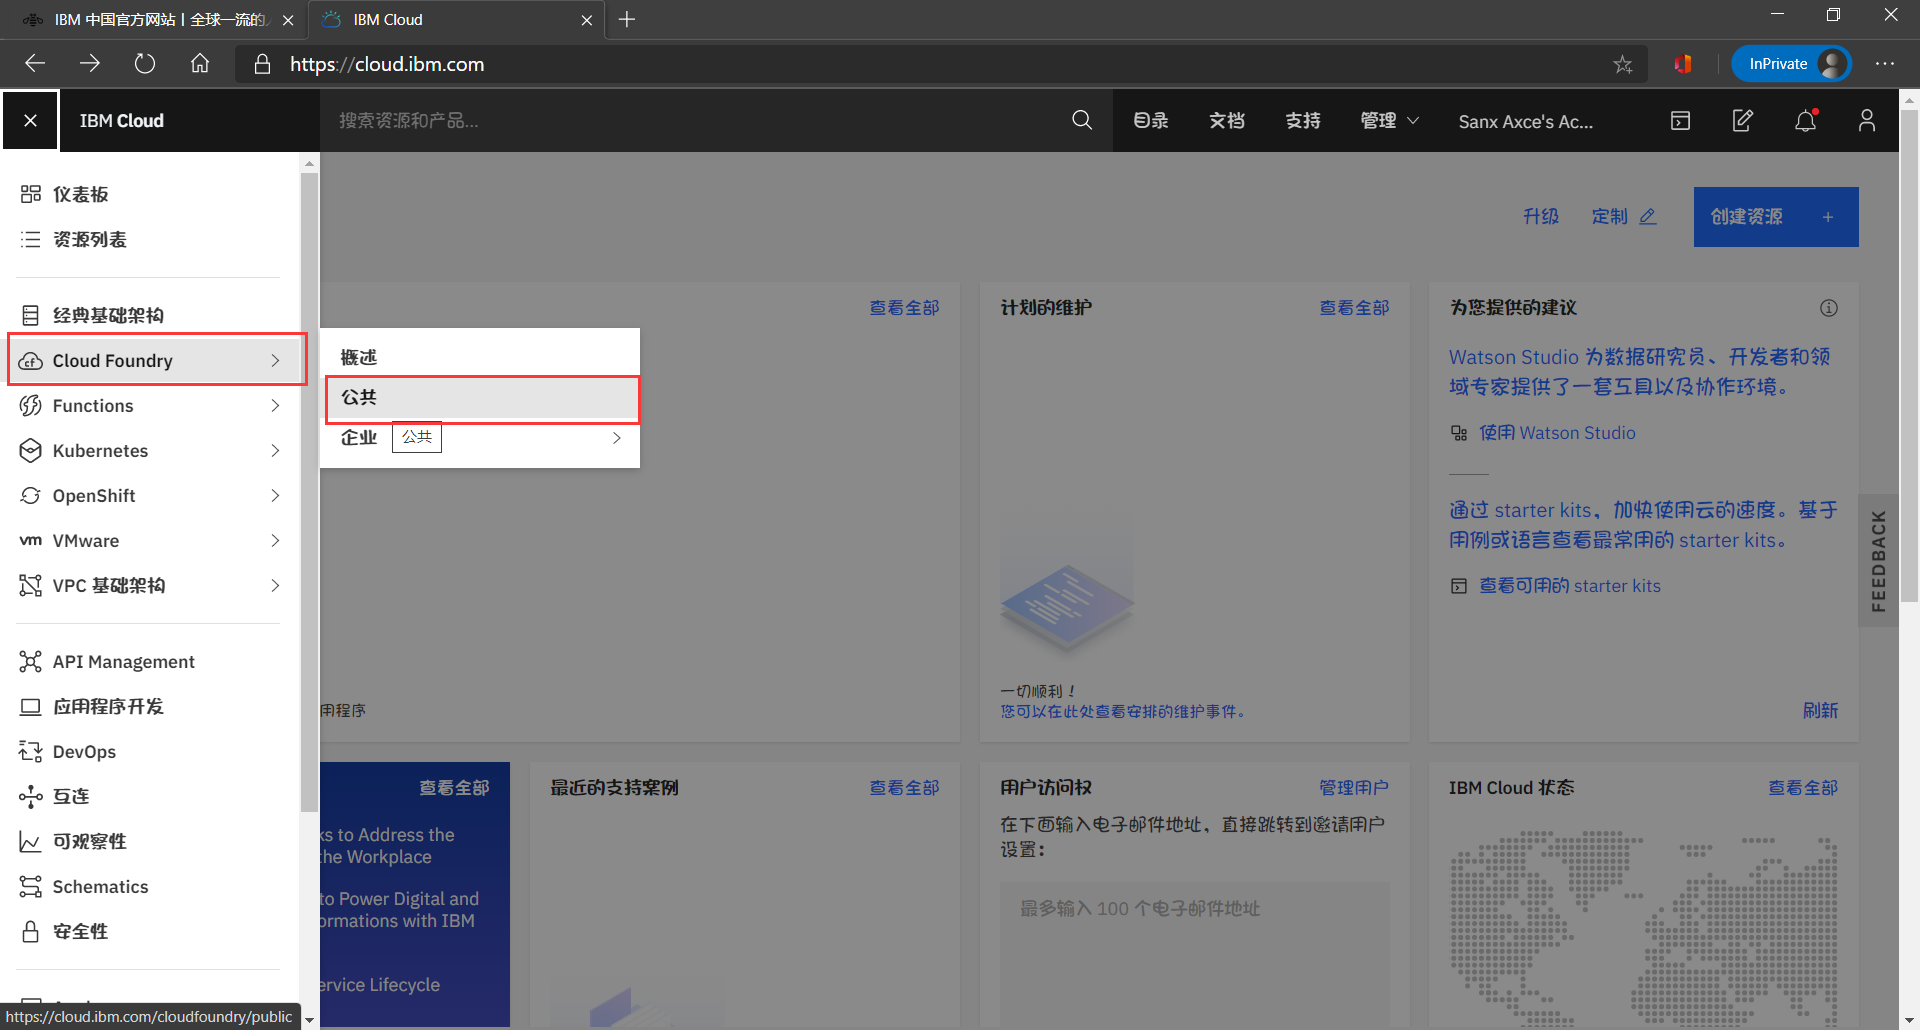 IBM 中国官方网站 | 全球一流的
IBM Cloud
https://cloud.ibm.com
InPrivate
IBM Cloud
搜索资源和产品...
目录
文档
支持
管理
Sanx Axce's Ac...
仪表板
资源列表
经典基础架构
Cloud Foundry
Functions
Kubernetes
OpenShift
VMware
VPC 基础架构
API Management
应用程序开发
DevOps
互连
可观察性
Schematics
安全性
https://cloud.ibm.com/cloudfoundry/public
概述
公共
企业
公共
升级
定制
创建资源
查看全部
用程序
计划的维护
查看全部
一切顺利！
您可以在此处查看安排的维护事件。
为您提供的建议
Watson Studio 为数据研究员、开发者和领
域专家提供了一套工具以及协作环境。
使用 Watson Studio
通过 starter kits，加快使用云的速度。基于
用例或语言查看最常用的 starter kits。
查看可用的 starter kits
刷新
FEEDBACK
查看全部
ks to Address the
the Workplace
to Power Digital and
ormations with IBM
ervice Lifecycle
最近的支持案例
查看全部
用户访问权
管理用户
在下面输入电子邮件地址，直接跳转到邀请用户
设置：
最多输入 100 个电子邮件地址
IBM Cloud 状态
查看全部